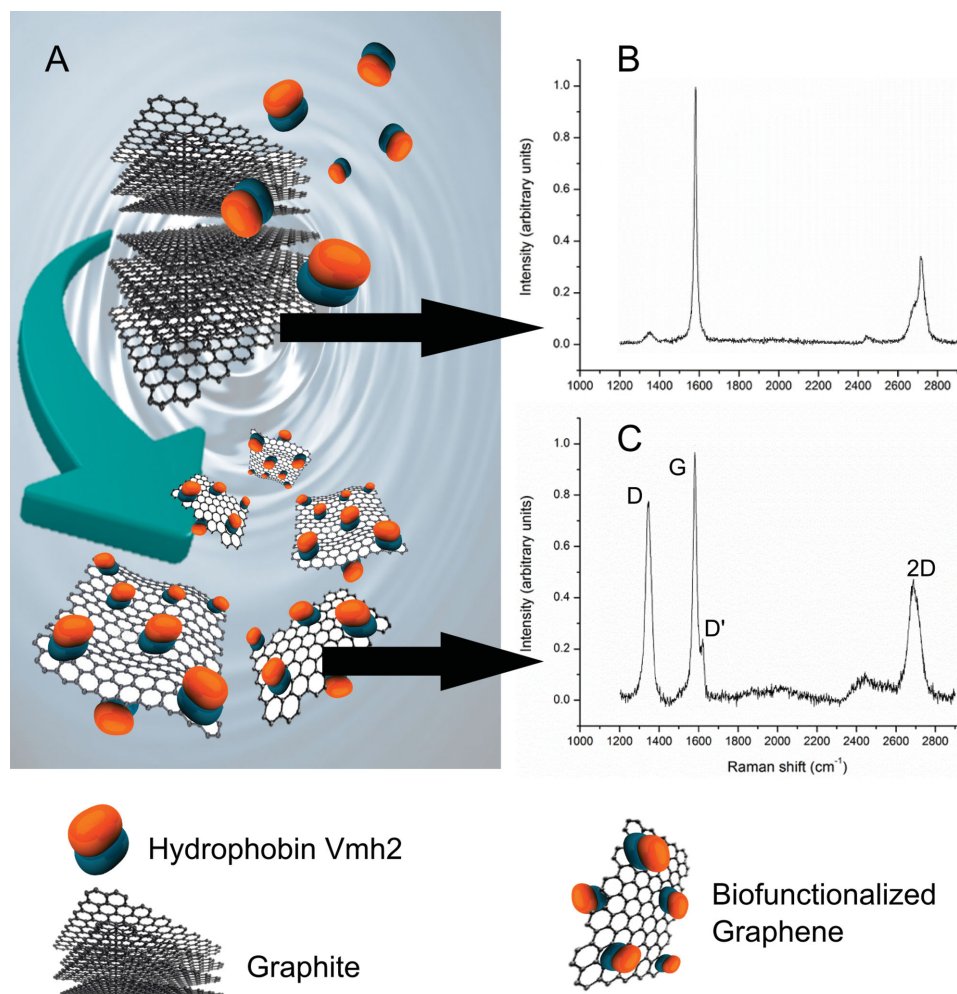 A
B
Intensity (arbitrary units)
1.0
0.8
0.6
0.4
0.2
0.0
1000 1200 1400 1600 1800 2000 2200 2400 2600 2800
C
Intensity (arbitrary units)
1.0
0.8
0.6
0.4
0.2
0.0
D
G
D'
2D
1000 1200 1400 1600 1800 2000 2200 2400 2600 2800
Raman shift (cm⁻¹)
Hydrophobin Vmh2
Graphite
Biofunctionalized
Graphene